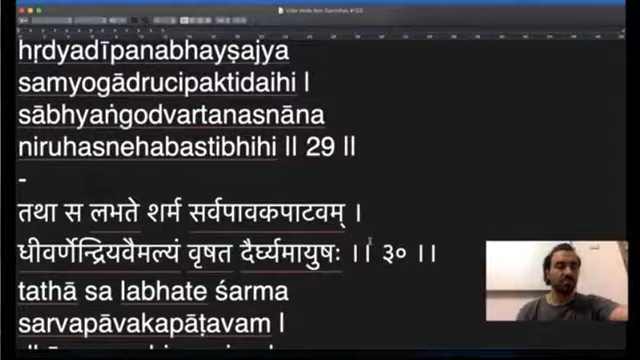 hṛdyadīpanabhayṣajya
samyogādrucipaktidaihi |
sābhyaṅgodvartanasnāna
niruhasnehabastibhihi || 29 ||
-
तथा स लभते शर्म सर्वपावकपाटवम् ।
धीवर्णेन्द्रियवैमल्यं वृषत दैर्घ्यमायुषः ।। ३० ।।
tathā sa labhate śarma
sarvapāvakapāṭavam |